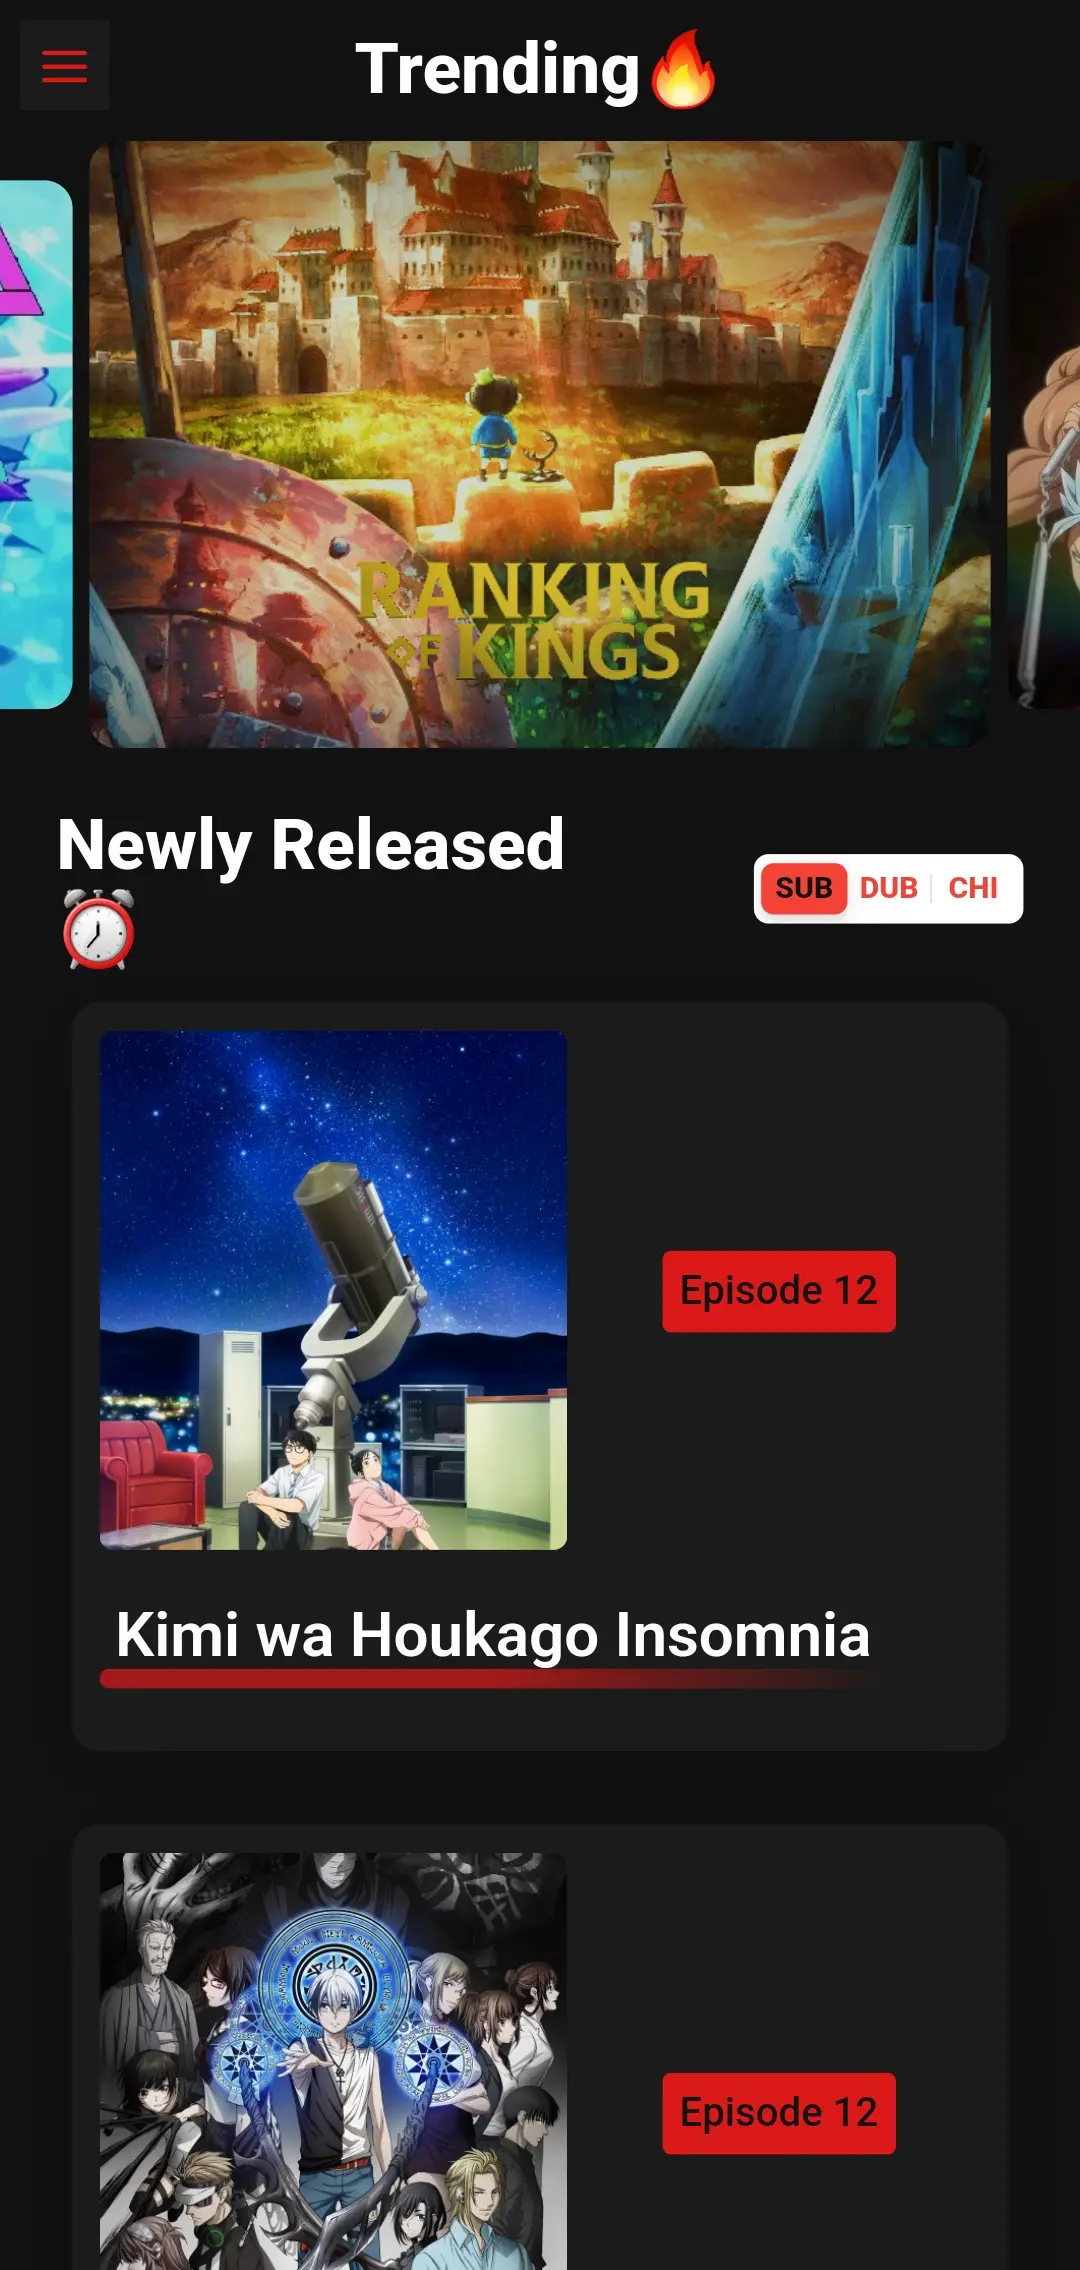 Trending🔥
RANKING
OF KINGS
Newly Released
⏰
SUB DUB CHI
Episode 12
Kimi wa Houkago Insomnia
Episode 12